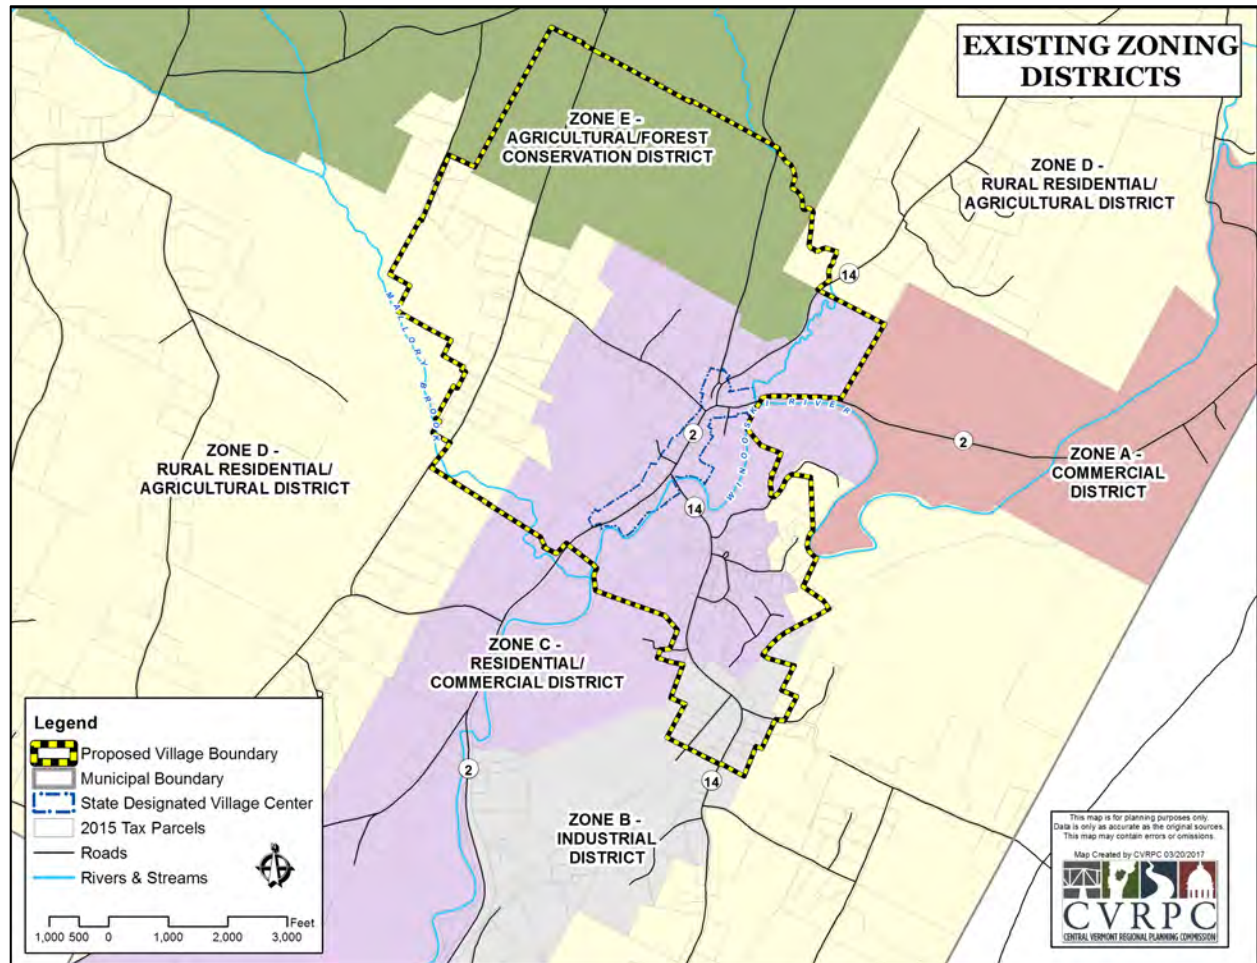 EXISTING ZONING
DISTRICTS
ZONE E -
AGRICULTURAL/FOREST
CONSERVATION DISTRICT
ZONE D -
RURAL RESIDENTIAL/
AGRICULTURAL DISTRICT
14
MALLORY BROOK
WINOOSKI RIVER
2
2
ZONE A -
COMMERCIAL
DISTRICT
ZONE D -
RURAL RESIDENTIAL/
AGRICULTURAL DISTRICT
14
ZONE C -
RESIDENTIAL/
COMMERCIAL DISTRICT
2
14
ZONE B -
INDUSTRIAL
DISTRICT
Legend
Proposed Village Boundary
Municipal Boundary
State Designated Village Center
2015 Tax Parcels
Roads
Rivers & Streams
1,000 500 0 1,000 2,000 3,000 Feet
This map is for planning purposes only.
Data is only as accurate as the original sources.
This map may contain errors or omissions.
Map Created by CVRPC 03/20/2017
CVRPC
CENTRAL VERMONT REGIONAL PLANNING COMMISSION